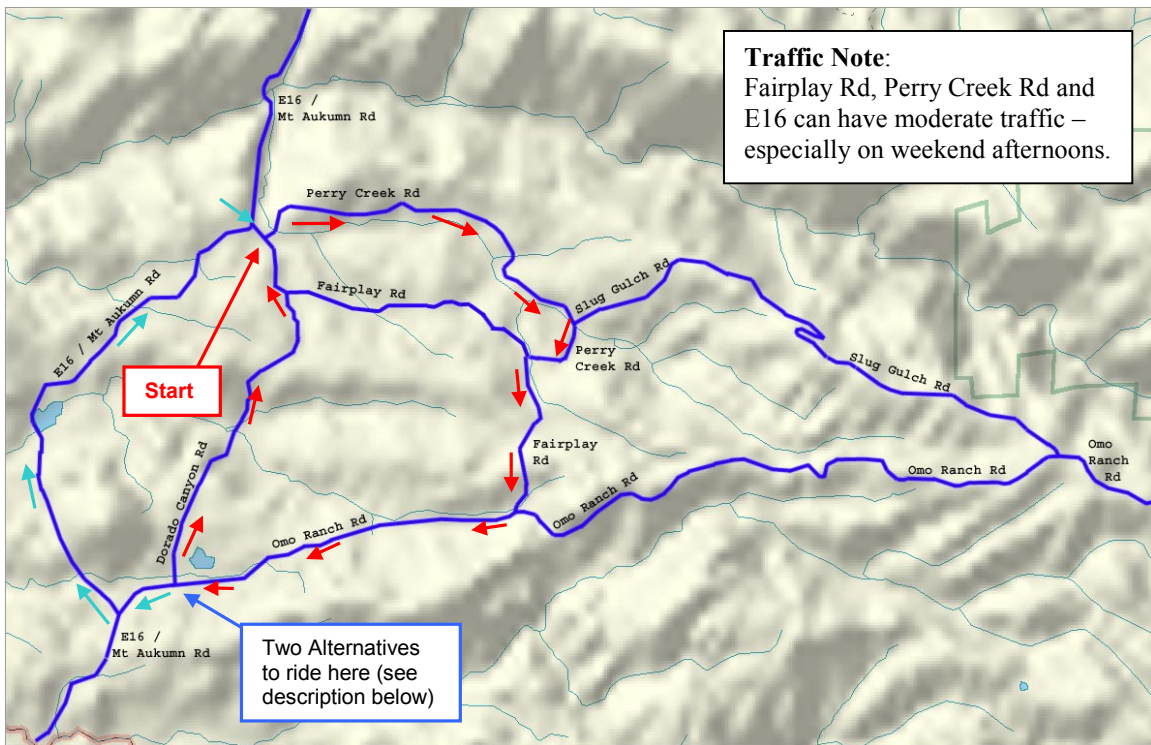 Traffic Note:
Fairplay Rd, Perry Creek Rd and
E16 can have moderate traffic –
especially on weekend afternoons.
E16 /
Mt Aukumn Rd
Perry Creek Rd
Slug Gulch Rd
Fairplay Rd
E16 / Mt Aukumn Rd
Start
Perry
Creek Rd
Slug Gulch Rd
Fairplay
Rd
Omo
Ranch
Rd
Omo Ranch Rd
Dorado Canyon Rd
Omo Ranch Rd
Omo Ranch Rd
E16 /
Mt Aukumn Rd
Two Alternatives
to ride here (see
description below)